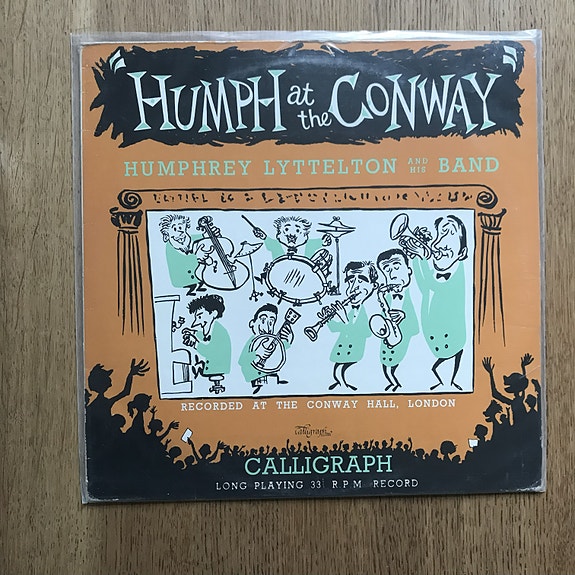 "HUMPH at the CONWAY"
HUMPHREY LYTTELTON AND HIS BAND
RECORDED AT THE CONWAY HALL, LONDON
Calligraph
CALLIGRAPH
LONG PLAYING 33⅓ R.P.M RECORD